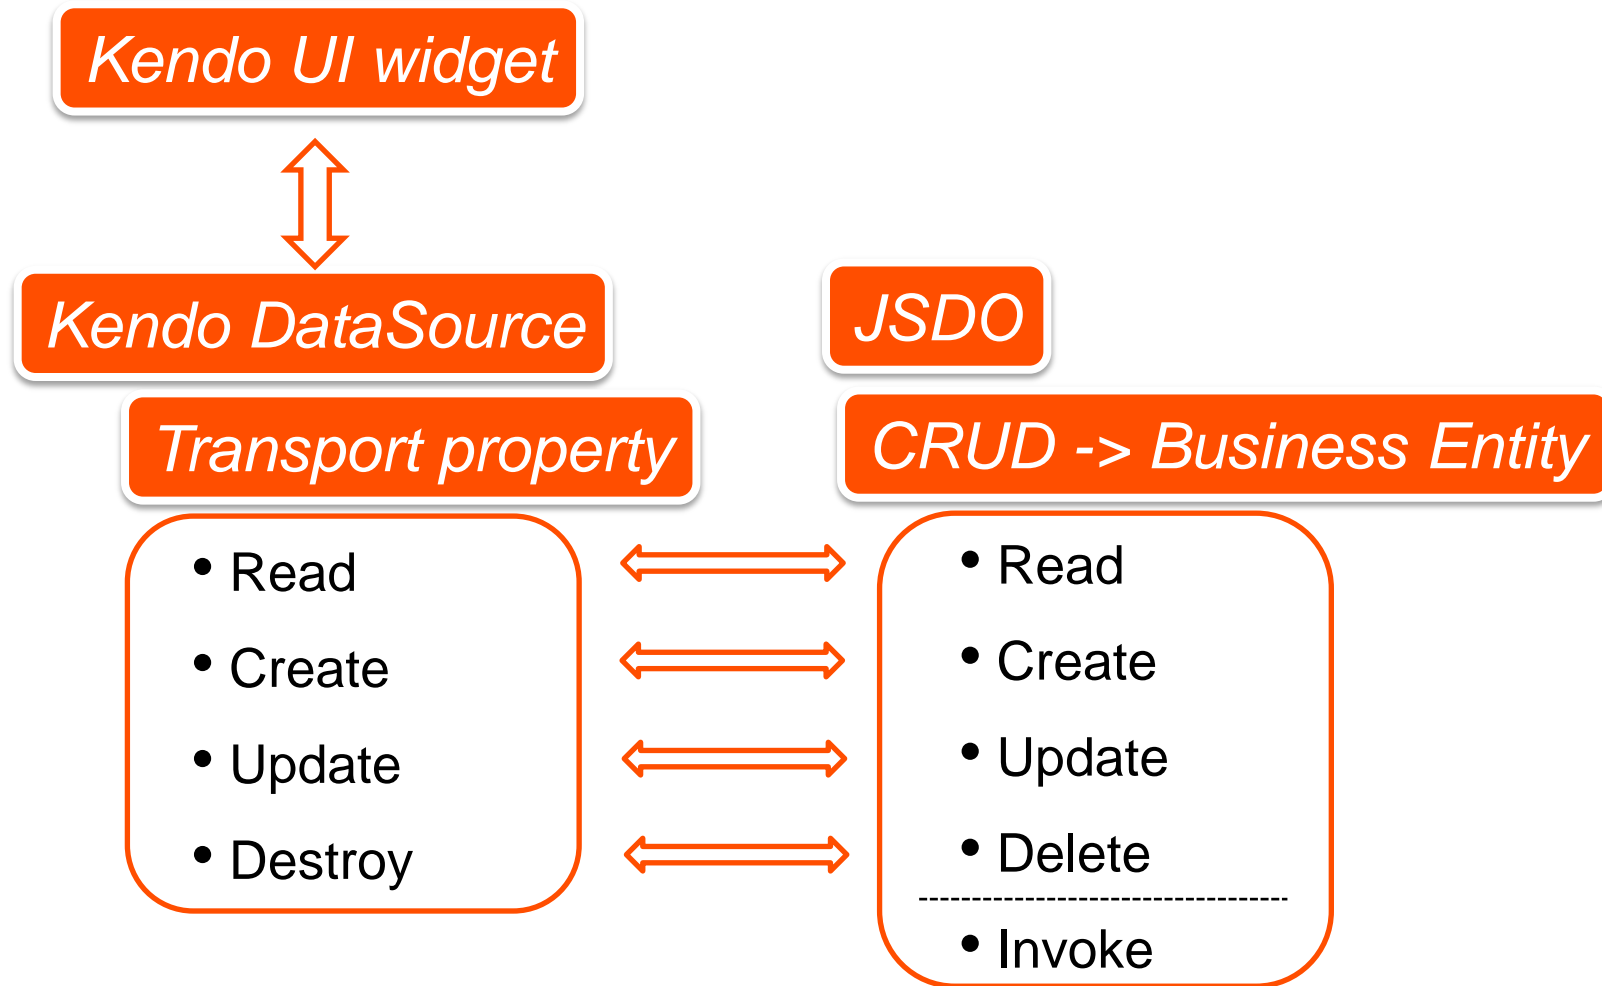 Kendo UI widget
Kendo DataSource
Transport property
• Read
• Create
• Update
• Destroy
JSDO
CRUD -> Business Entity
• Read
• Create
• Update
• Delete
• Invoke